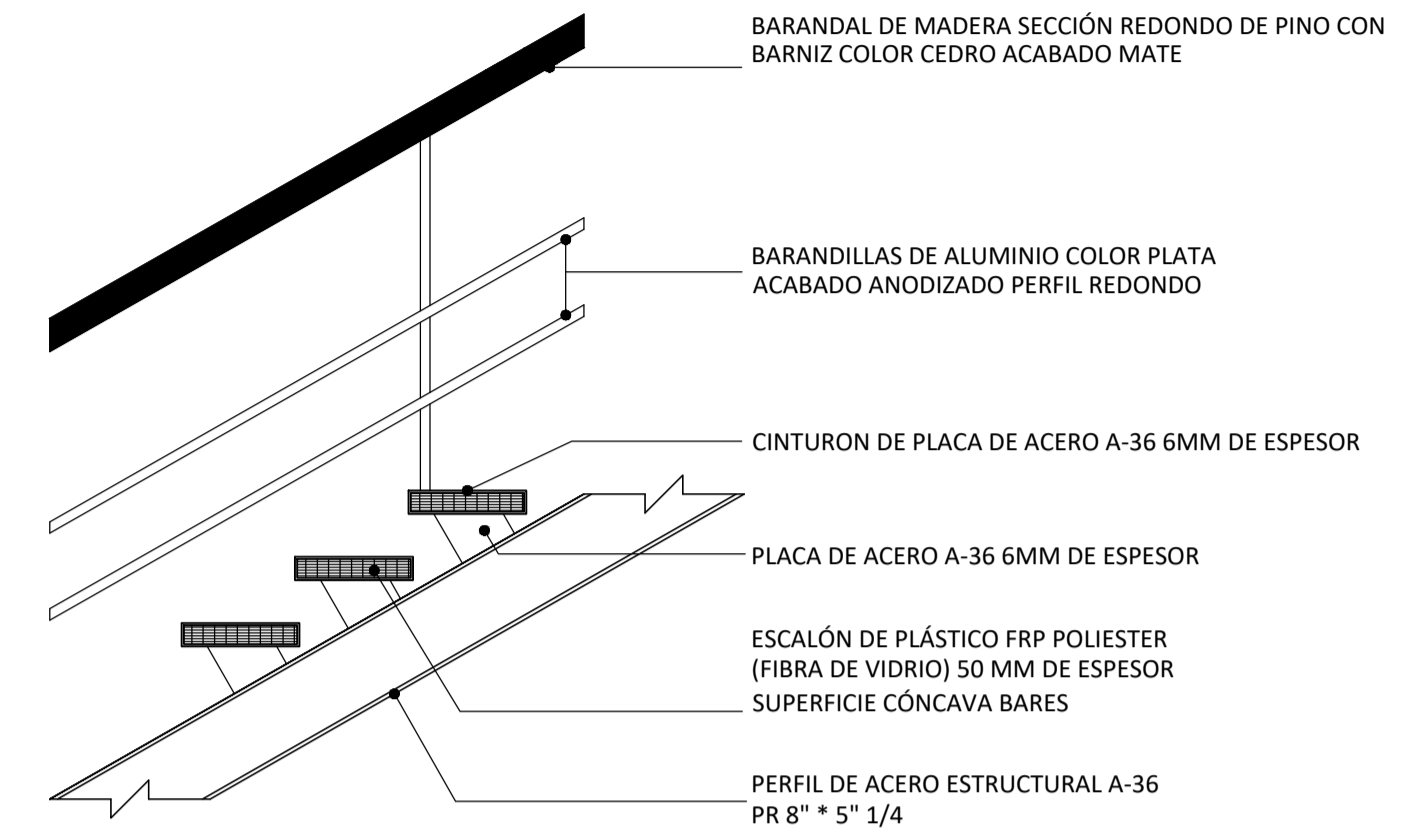 BARANDAL DE MADERA SECCIÓN REDONDO DE PINO CON
BARNIZ COLOR CEDRO ACABADO MATE
BARANDILLAS DE ALUMINIO COLOR PLATA
ACABADO ANODIZADO PERFIL REDONDO
CINTURON DE PLACA DE ACERO A-36 6MM DE ESPESOR
PLACA DE ACERO A-36 6MM DE ESPESOR
ESCALÓN DE PLÁSTICO FRP POLIESTER
(FIBRA DE VIDRIO) 50 MM DE ESPESOR
SUPERFICIE CÓNCAVA BARES
PERFIL DE ACERO ESTRUCTURAL A-36
PR 8" * 5" 1/4